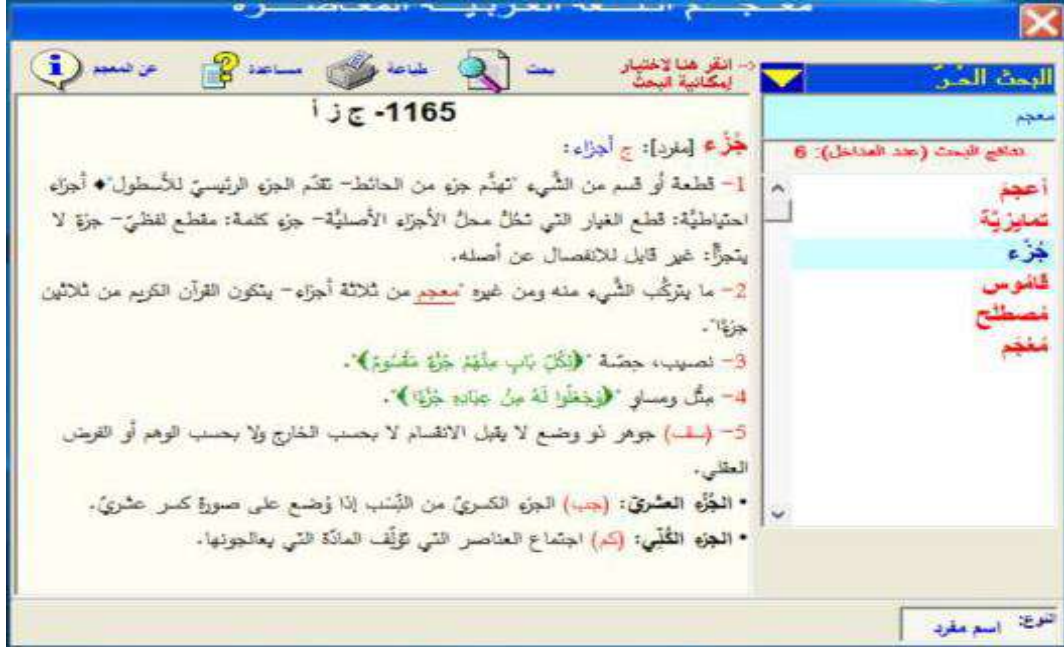 معجم اللغة العربية المعاصرة
البحث الحُرّ
<- انقر هنا لاختيار
إمكانية البحث
بحث
طباعة
مساعدة
عن المعجم
معجم
نتائج البحث (عدد المداخل): 6
أعجمَ
تمايزيّة
جُزْء
قاموس
مُصطلَح
مُعْجَم
1165- ج ز أ
جُزْء [مفرد]: ج أجزاء:
1- قطعة أو قسم من الشَّيء "تهدَّم جزء من الحائط- تقدّم الجزء الرئيسيّ للأسطول"♦ أجزاء
احتياطيَّة: قطع الغيار التي تحُلّ محلّ الأجزاء الأصليَّة- جزء كلمة: مقطع لفظيّ- جزءٌ لا
يتجزَّأ: غير قابل للانفصال عن أصله.
2- ما يتركَّب الشَّيء منه ومن غيره "معجم من ثلاثة أجزاء- يتكون القرآن الكريم من ثلاثين
جزءًا".
3- نصيب، حصّة "﴿لِكُلِّ بَابٍ مِنْهُمْ جُزْءٌ مَقْسُومٌ﴾".
4- مِثْل ومساوٍ "﴿وَجَعَلُوا لَهُ مِنْ عِبَادِهِ جُزْءًا﴾".
5- (سف) جوهر ذو وضع لا يقبل الانقسام لا بحسب الخارج ولا بحسب الوهم أو الفرض
العقلي.
• الجُزْء العشريّ: (جب) الجزء الكسريّ من النِّسَب إذا وُضع على صورة كسر عشريّ.
• الجزء الكُلِّي: (كم) اجتماع العناصر التي تؤلِّف المادّة التي يعالجونها.
النوع: اسم مفرد